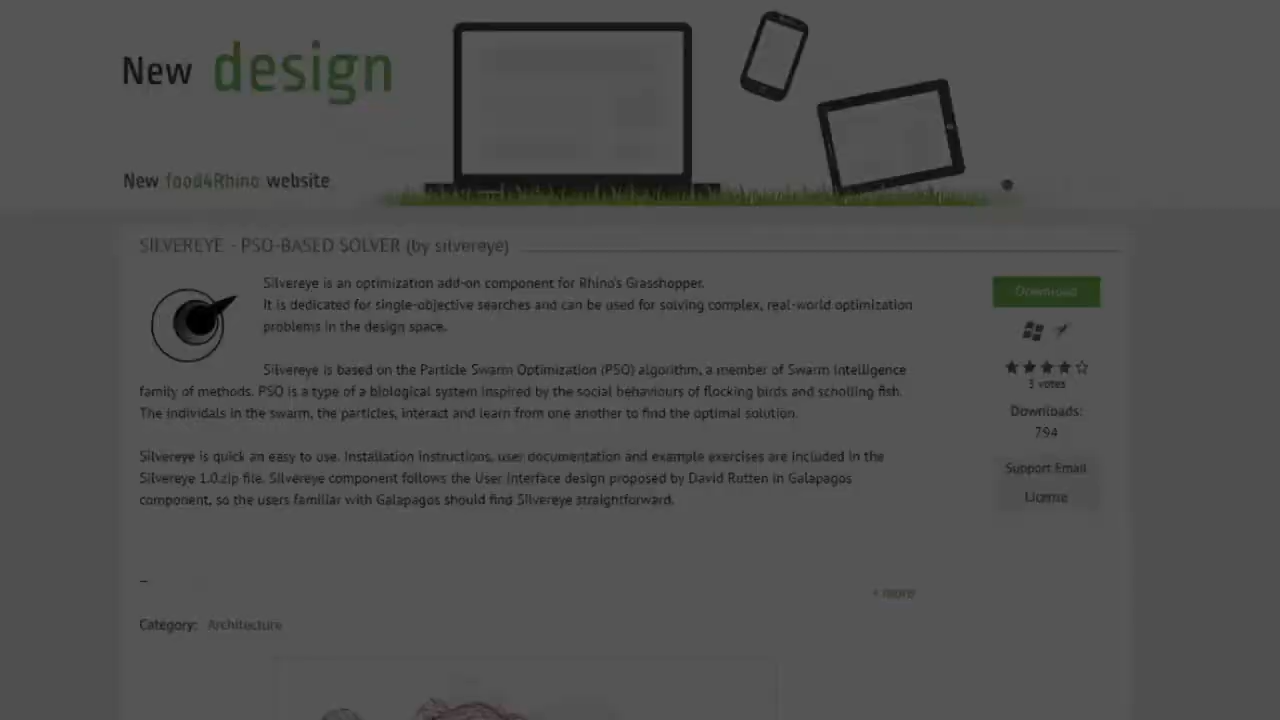 New design
New food4Rhino website
SILVEREYE - PSO-BASED SOLVER (by silvereye)
Silvereye is an optimization add-on component for Rhino's Grasshopper.
It is dedicated for single-objective searches and can be used for solving complex, real-world optimization
problems in the design space.
Silvereye is based on the Particle Swarm Optimization (PSO) algorithm, a member of Swarm Intelligence
family of methods. PSO is a type of a biological system inspired by the social behaviours of flocking birds and scholling fish.
The individals in the swarm, the particles, interact and learn from one another to find the optimal solution.
Silvereye is quick an easy to use. Installation instructions, user documentation and example exercises are included in the
Silvereye 1.0.zip file. Silvereye component follows the User Interface design proposed by David Rutten in Galapagos
component, so the users familiar with Galapagos should find Silvereye straightforward.
–
+ more
Category: Architecture
Download
3 votes
Downloads:
794
Support Email
License